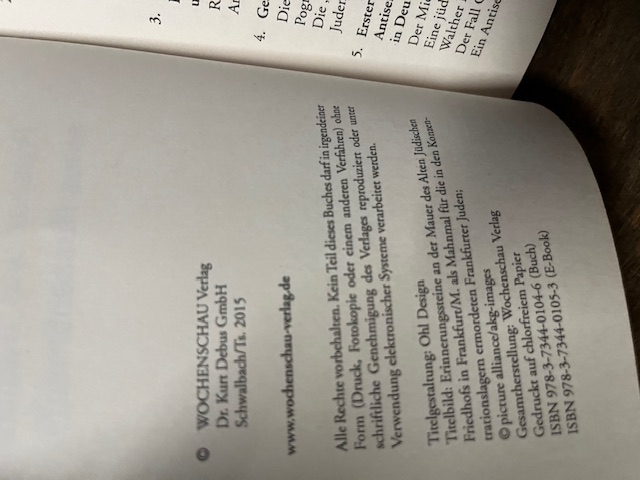 © WOCHENSCHAU Verlag
Dr. Kurt Debus GmbH
Schwalbach/Ts. 2015
www.wochenschau-verlag.de
Alle Rechte vorbehalten. Kein Teil dieses Buches darf in irgendeiner
Form (Druck, Fotokopie oder einem anderen Verfahren) ohne
schriftliche Genehmigung des Verlages reproduziert oder unter
Verwendung elektronischer Systeme verarbeitet werden.
Titelgestaltung: Ohl Design
Titelbild: Erinnerungssteine an der Mauer des Alten Jüdischen
Friedhofs in Frankfurt/M. als Mahnmal für die in den Konzen-
trationslagern ermordeten Frankfurter Juden;
© picture alliance/akg-images
Gesamtherstellung: Wochenschau Verlag
Gedruckt auf chlorfreiem Papier
ISBN 978-3-7344-0104-6 (Buch)
ISBN 978-3-7344-0105-3 (E-Book)
3.
4. Ge
Die
Pogr
Die
Juden
5. Erster
Antise
in Deu
Der Mic
Eine jüd
Walther
Der Fall
Ein Antisc